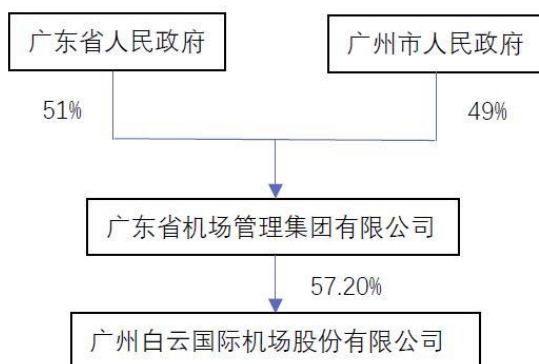 广东省人民政府
广州市人民政府
51%
49%
广东省机场管理集团有限公司
57.20%
广州白云国际机场股份有限公司